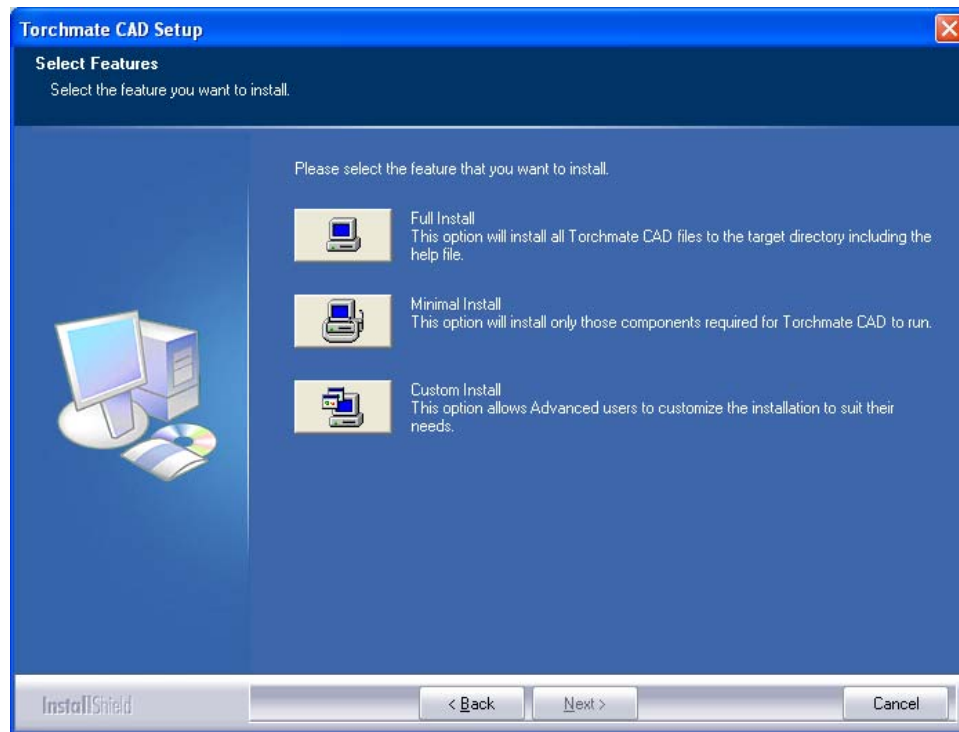 Torchmate CAD Setup
Select Features
Select the feature you want to install.
Please select the feature that you want to install.
Full Install
This option will install all Torchmate CAD files to the target directory including the
help file.
Minimal Install
This option will install only those components required for Torchmate CAD to run.
Custom Install
This option allows Advanced users to customize the installation to suit their
needs.
InstallShield
< Back
Next >
Cancel